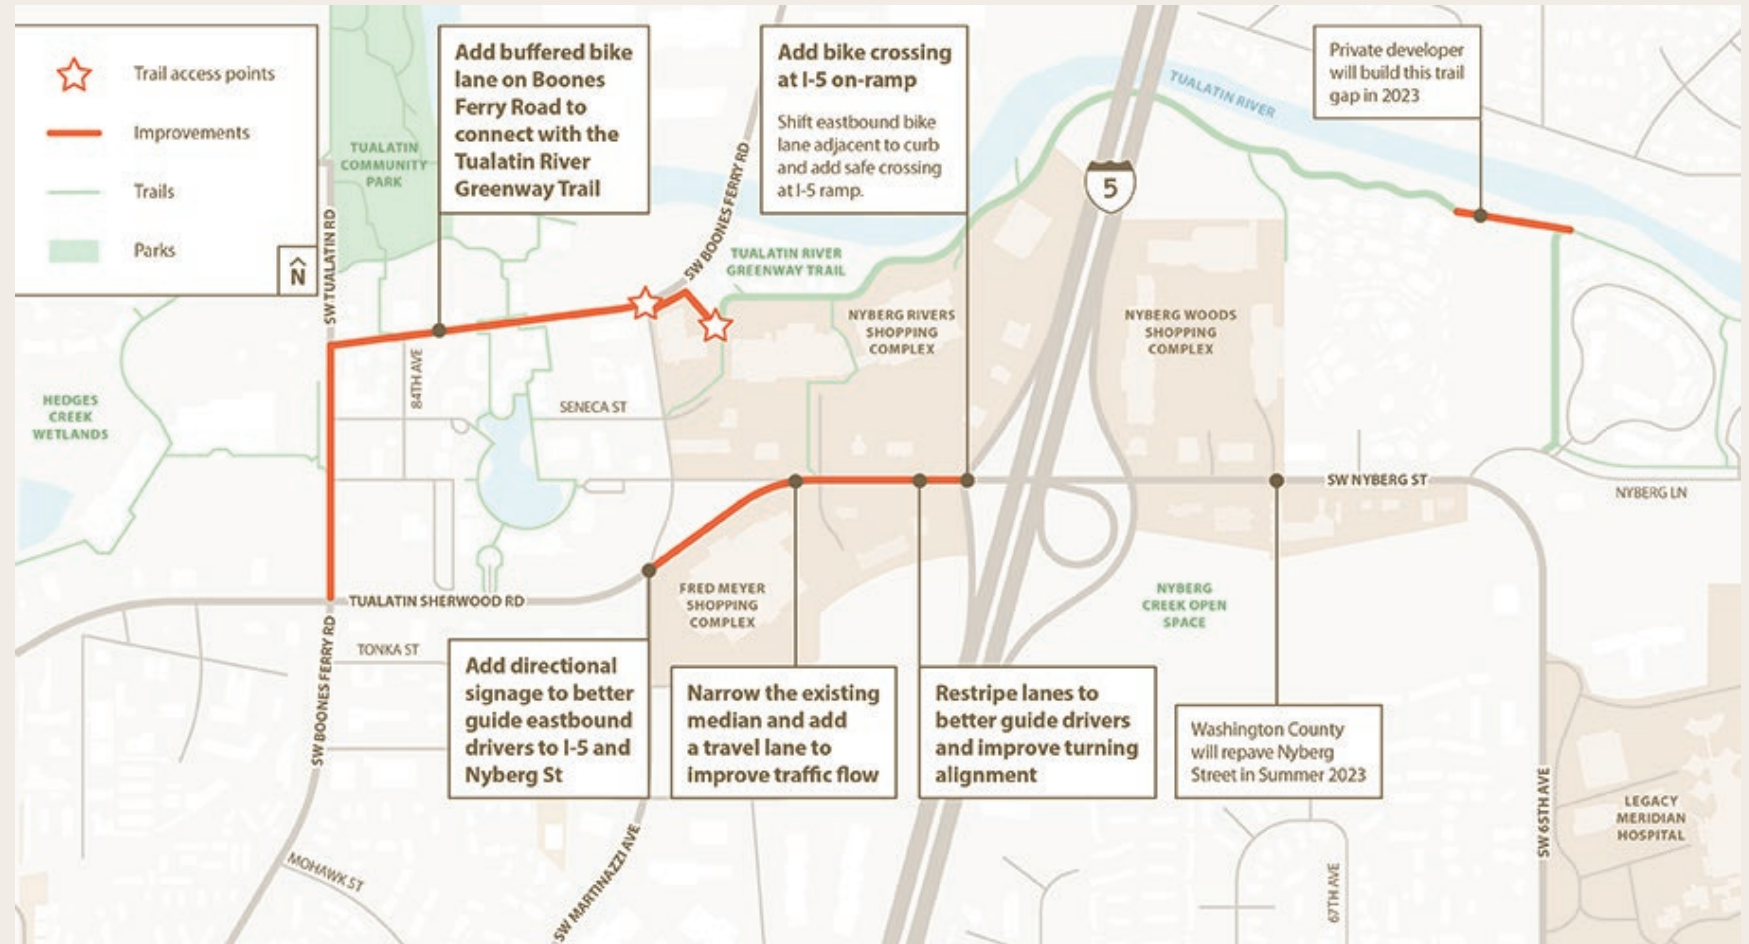 Trail access points
Improvements
Trails
Parks
N
Add buffered bike
lane on Boones
Ferry Road to
connect with the
Tualatin River
Greenway Trail
Add bike crossing
at I-5 on-ramp
Shift eastbound bike
lane adjacent to curb
and add safe crossing
at I-5 ramp.
Private developer
will build this trail
gap in 2023
TUALATIN RIVER
5
TUALATIN
COMMUNITY
PARK
SW TUALATIN RD
SW BOONES FERRY RD
TUALATIN RIVER
GREENWAY TRAIL
NYBERG RIVERS
SHOPPING
COMPLEX
NYBERG WOODS
SHOPPING
COMPLEX
84TH AVE
HEDGES
CREEK
WETLANDS
SENECA ST
SW NYBERG ST
NYBERG LN
TUALATIN SHERWOOD RD
FRED MEYER
SHOPPING
COMPLEX
NYBERG
CREEK OPEN
SPACE
SW BOONES FERRY RD
TONKA ST
Add directional
signage to better
guide eastbound
drivers to I-5 and
Nyberg St
Narrow the existing
median and add
a travel lane to
improve traffic flow
Restripe lanes to
better guide drivers
and improve turning
alignment
Washington County
will repave Nyberg
Street in Summer 2023
SW 65TH AVE
LEGACY
MERIDIAN
HOSPITAL
MOHAWK ST
SW MARTINAZZI AVE
67TH AVE